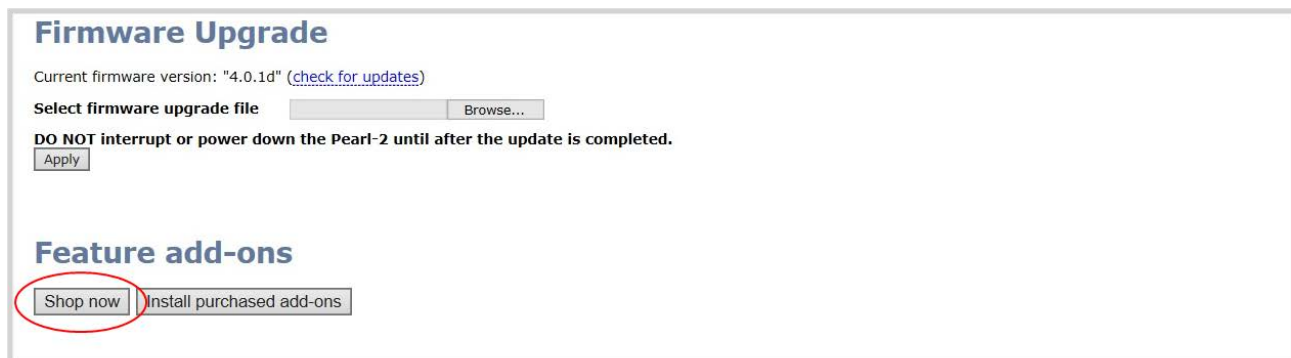 Firmware Upgrade
Current firmware version: "4.0.1d" (check for updates)
Select firmware upgrade file Browse...
DO NOT interrupt or power down the Pearl-2 until after the update is completed.
Apply
Feature add-ons
Shop now Install purchased add-ons